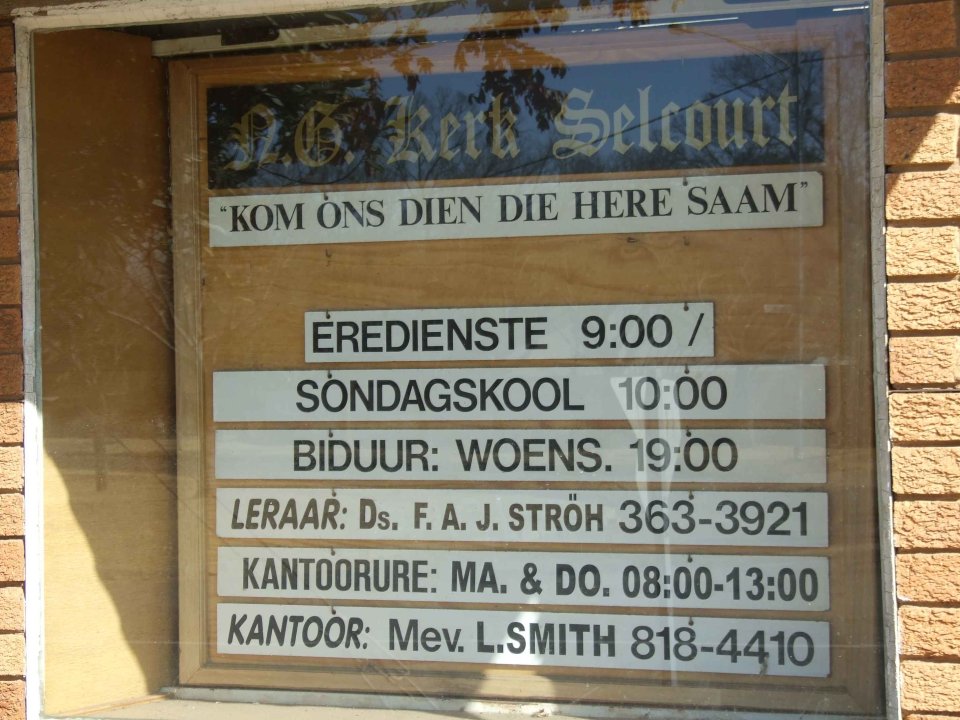 N.G. Kerk Selcourt
"KOM ONS DIEN DIE HERE SAAM"
EREDIENSTE 9:00 /
SONDAGSKOOL 10:00
BIDUUR: WOENS. 19:00
LERAAR: Ds. F. A. J. STRÖH 363-3921
KANTOORURE: MA. & DO. 08:00-13:00
KANTOOR: Mev. L.SMITH 818-4410